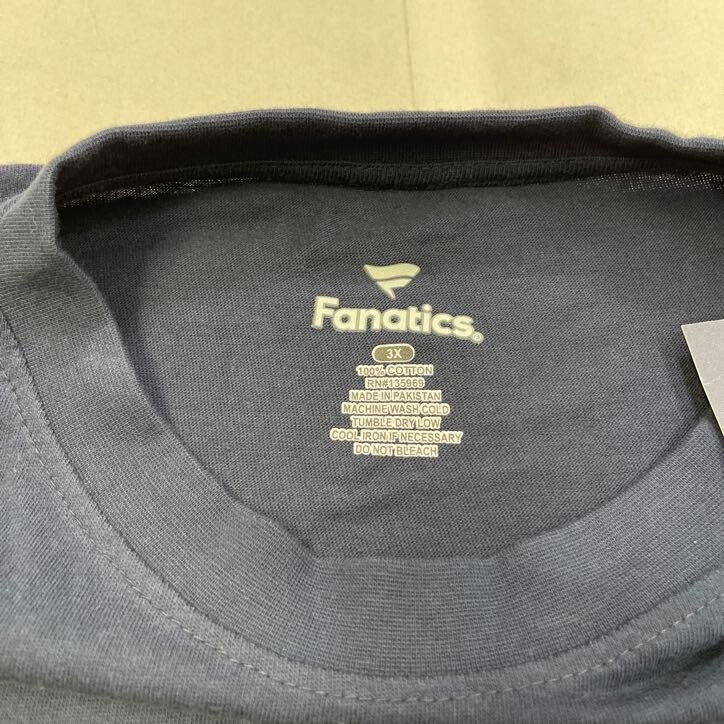 Fanatics®
3X
100% COTTON
RN#135969
MADE IN PAKISTAN
MACHINE WASH COLD
TUMBLE DRY LOW
COOL IRON IF NECESSARY
DO NOT BLEACH